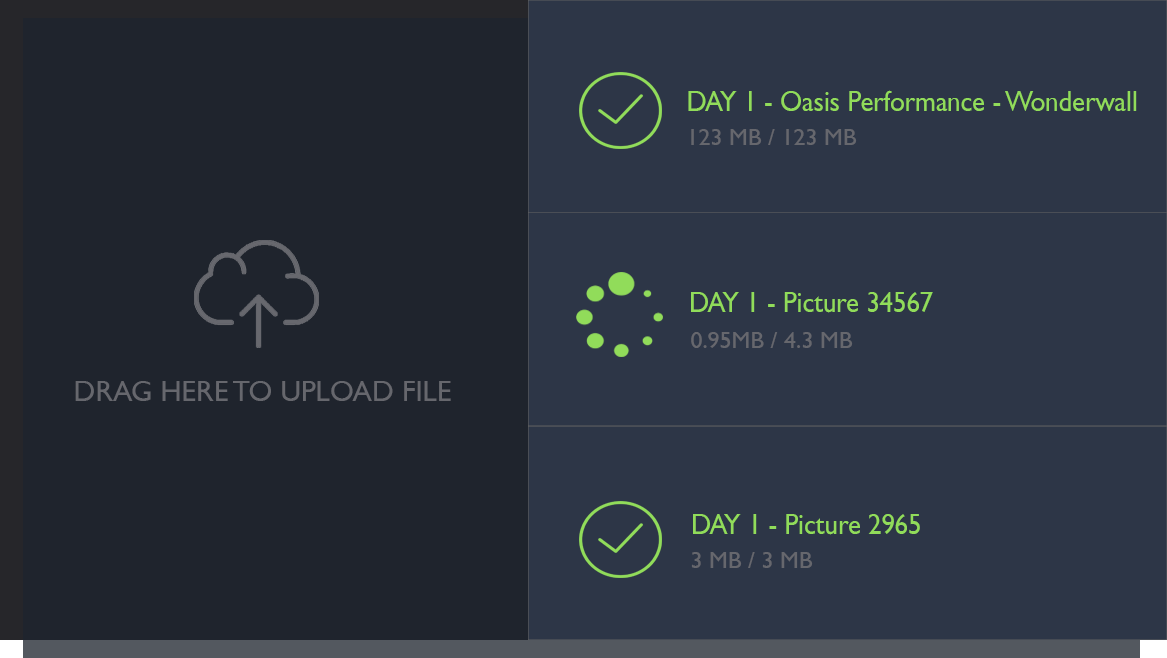 DRAG HERE TO UPLOAD FILE
DAY 1 - Oasis Performance - Wonderwall
123 MB / 123 MB
DAY 1 - Picture 34567
0.95MB / 4.3 MB
DAY 1 - Picture 2965
3 MB / 3 MB